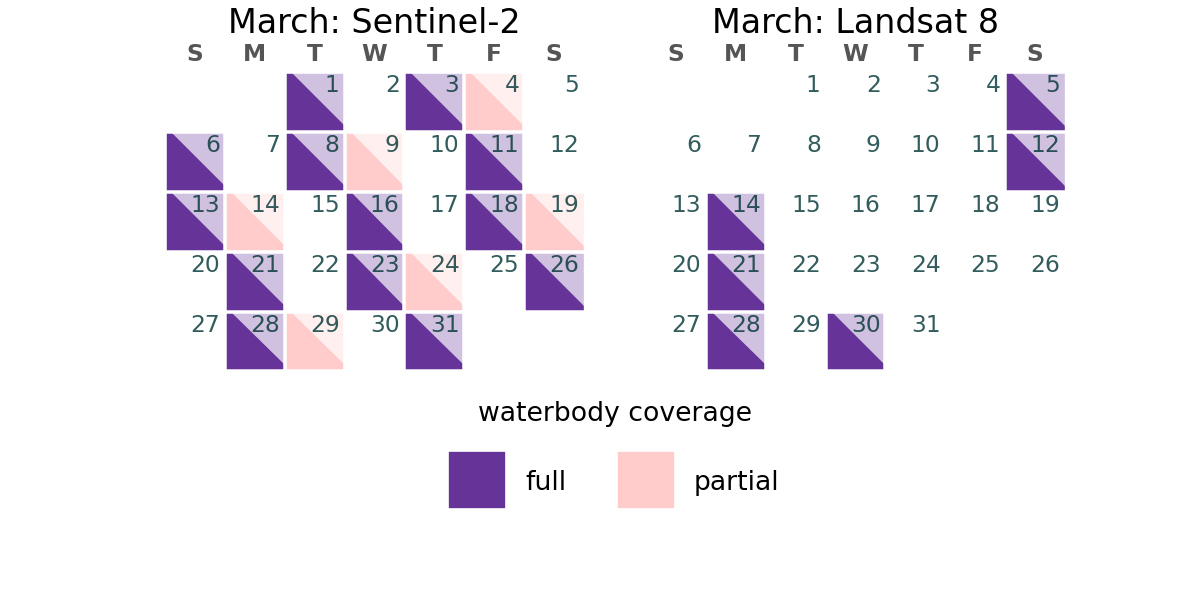 March: Sentinel-2
S M T W T F S
1 2 3 4 5
6 7 8 9 10 11 12
13 14 15 16 17 18 19
20 21 22 23 24 25 26
27 28 29 30 31
March: Landsat 8
S M T W T F S
1 2 3 4 5
6 7 8 9 10 11 12
13 14 15 16 17 18 19
20 21 22 23 24 25 26
27 28 29 30 31
waterbody coverage
full partial